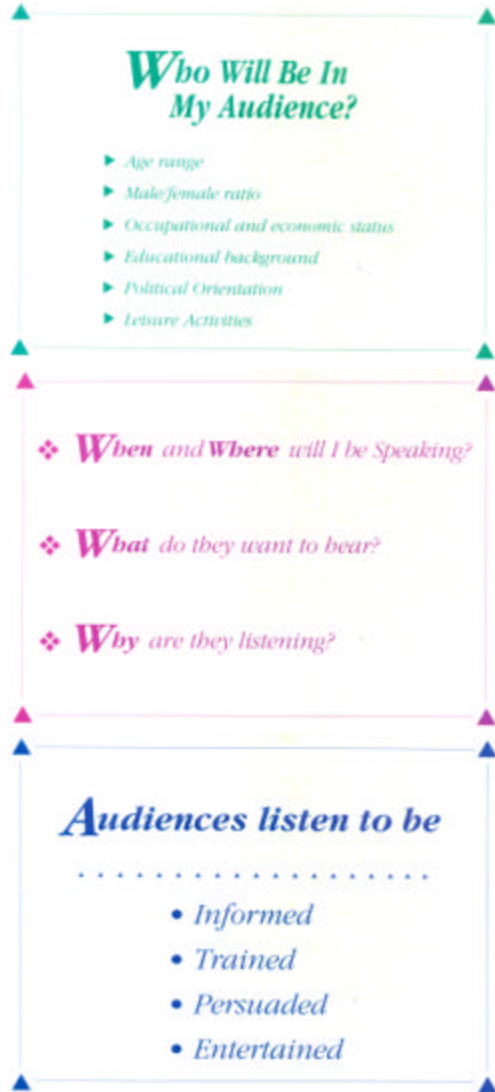 Who Will Be In
My Audience?
Age range
Male/female ratio
Occupational and economic status
Educational background
Political Orientation
Leisure Activities
When and Where will I be Speaking?
What do they want to hear?
Why are they listening?
Audiences listen to be
Informed
Trained
Persuaded
Entertained